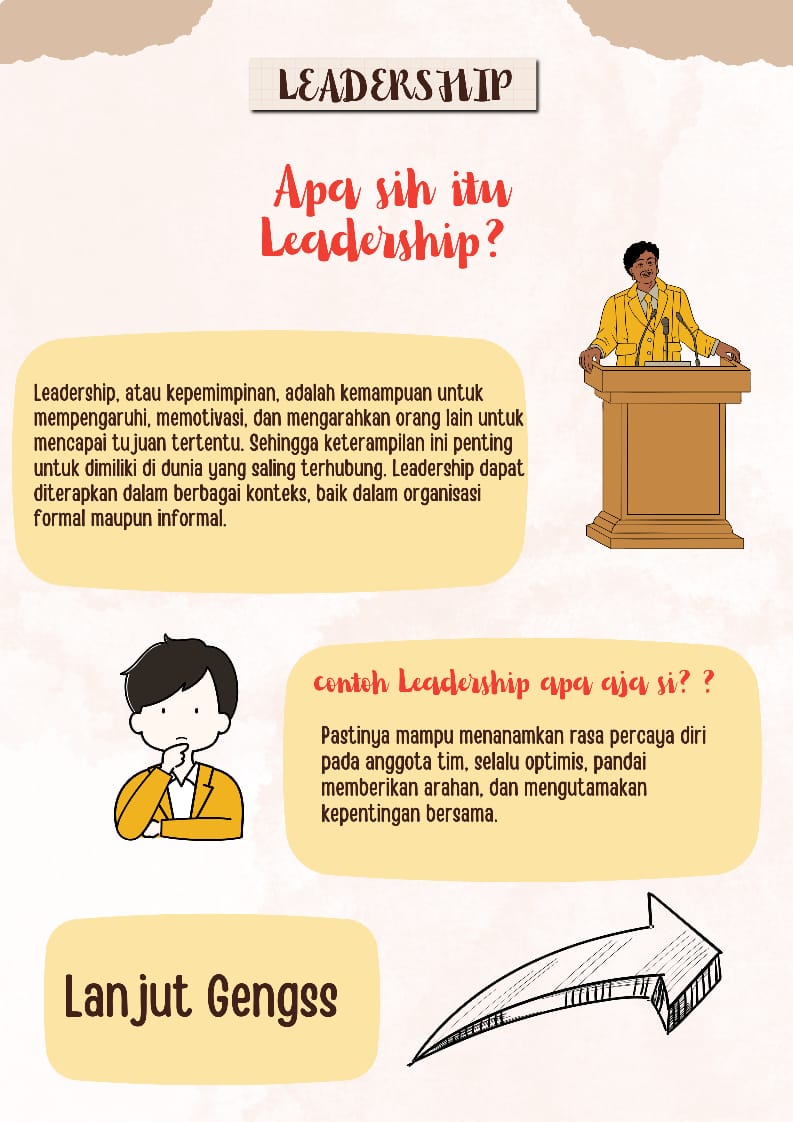 LEADERSHIP
Apa sih itu
Leadership?
Leadership, atau kepemimpinan, adalah kemampuan untuk
mempengaruhi, memotivasi, dan mengarahkan orang lain untuk
mencapai tujuan tertentu. Sehingga keterampilan ini penting
untuk dimiliki di dunia yang saling terhubung. Leadership dapat
diterapkan dalam berbagai konteks, baik dalam organisasi
formal maupun informal.
contoh Leadership apa aja si? ?
Pastinya mampu menanamkan rasa percaya diri
pada anggota tim, selalu optimis, pandai
memberikan arahan, dan mengutamakan
kepentingan bersama.
Lanjut Gengss